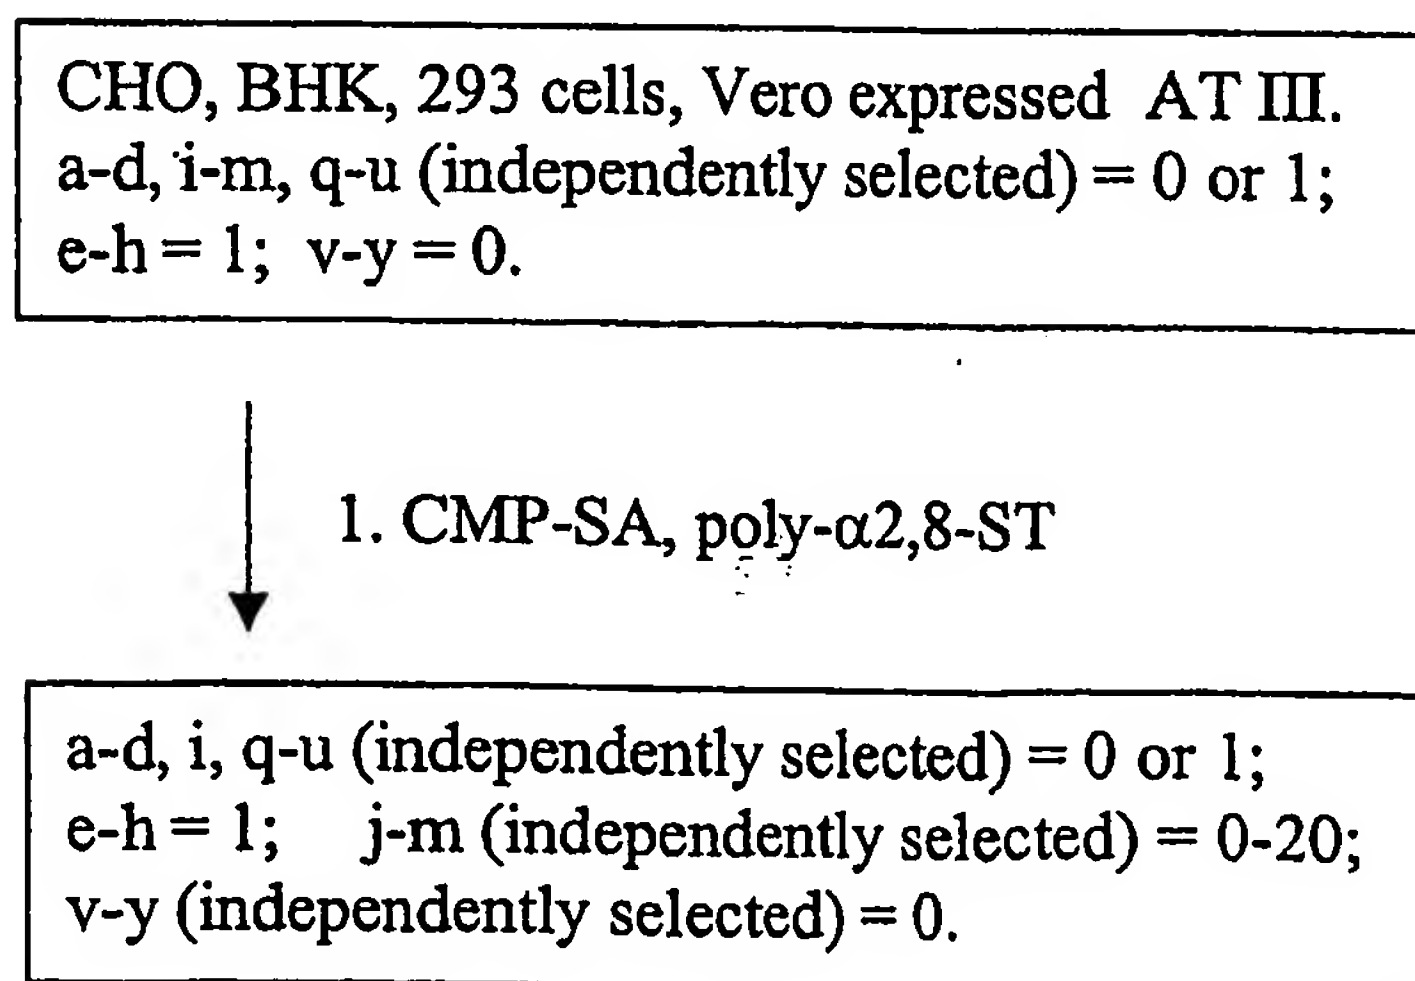 CHO, BHK, 293 cells, Vero expressed AT III.
a-d, i-m, q-u (independently selected) = 0 or 1;
e-h = 1; v-y = 0.
1. CMP-SA, poly-α2,8-ST
a-d, i, q-u (independently selected) = 0 or 1;
e-h = 1; j-m (independently selected) = 0-20;
v-y (independently selected) = 0.